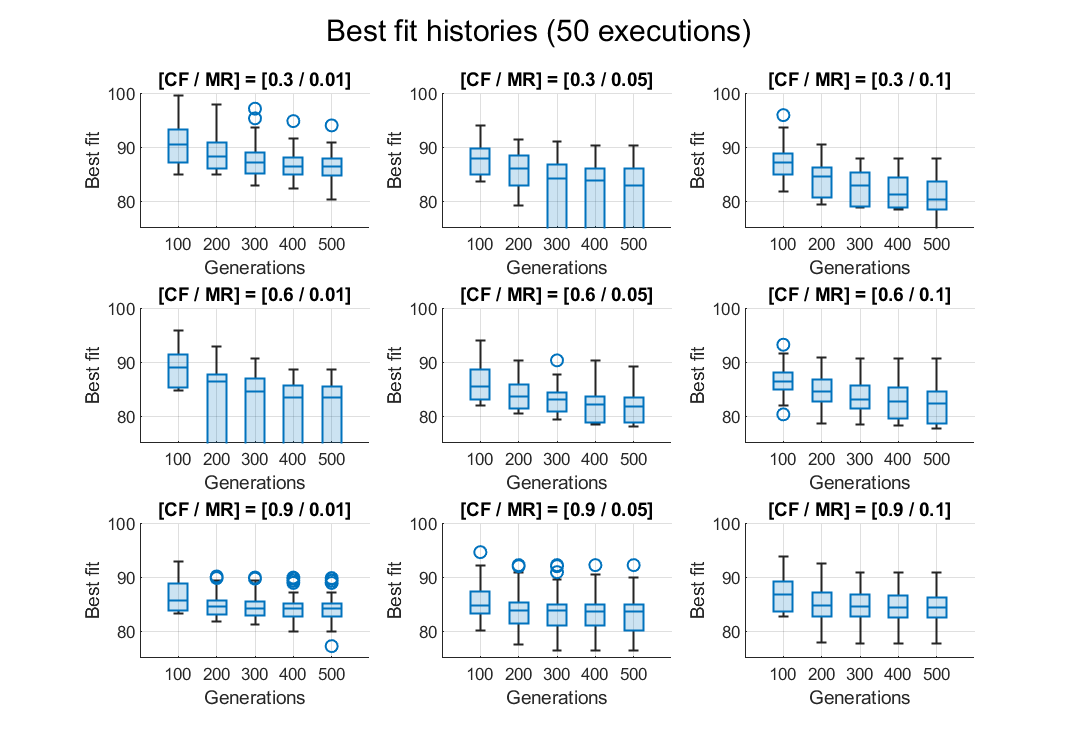 Best fit histories (50 executions)
[CF / MR] = [0.3 / 0.01]
100
90
80
Best fit
100 200 300 400 500
Generations
[CF / MR] = [0.3 / 0.05]
100
90
80
Best fit
100 200 300 400 500
Generations
[CF / MR] = [0.3 / 0.1]
100
90
80
Best fit
100 200 300 400 500
Generations
[CF / MR] = [0.6 / 0.01]
100
90
80
Best fit
100 200 300 400 500
Generations
[CF / MR] = [0.6 / 0.05]
100
90
80
Best fit
100 200 300 400 500
Generations
[CF / MR] = [0.6 / 0.1]
100
90
80
Best fit
100 200 300 400 500
Generations
[CF / MR] = [0.9 / 0.01]
100
90
80
Best fit
100 200 300 400 500
Generations
[CF / MR] = [0.9 / 0.05]
100
90
80
Best fit
100 200 300 400 500
Generations
[CF / MR] = [0.9 / 0.1]
100
90
80
Best fit
100 200 300 400 500
Generations